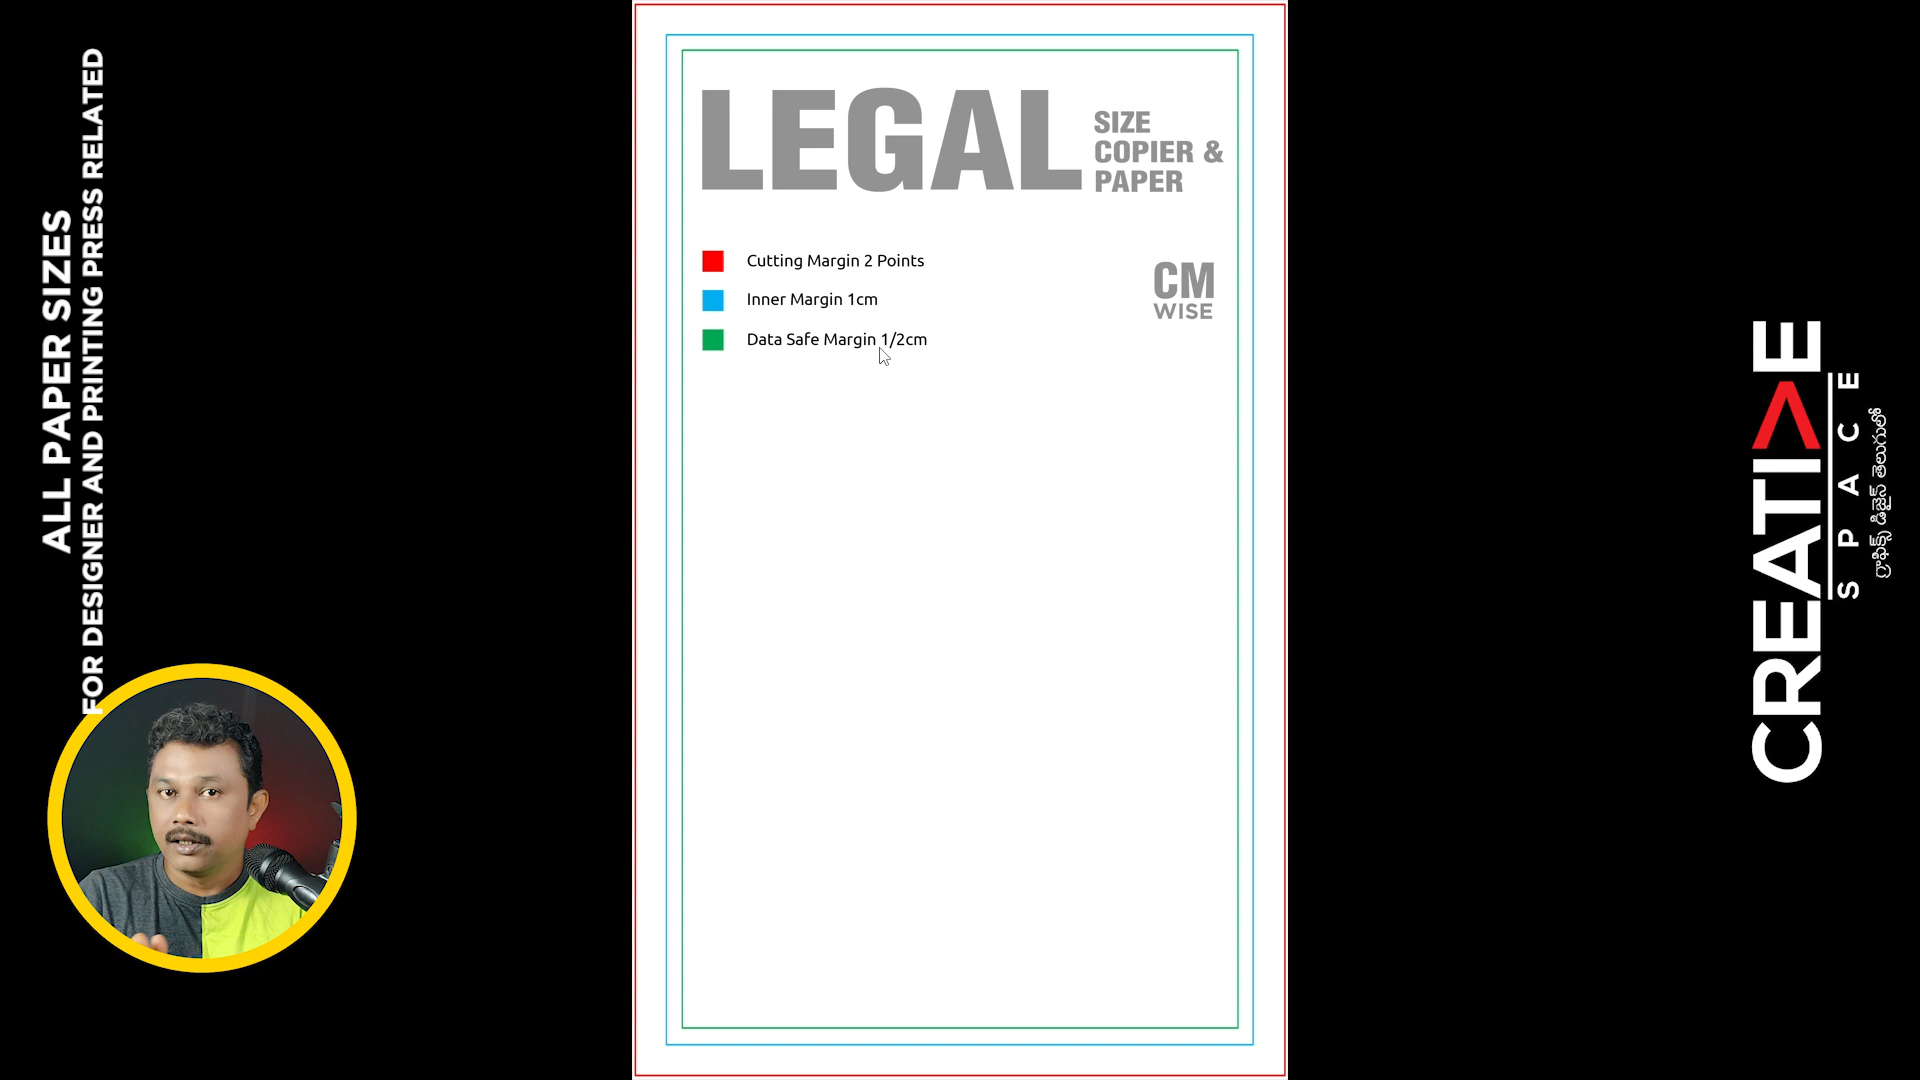 ALL PAPER SIZES
FOR DESIGNER AND PRINTING PRESS RELATED
LEGAL
SIZE
COPIER &
PAPER
Cutting Margin 2 Points
Inner Margin 1cm
Data Safe Margin 1/2cm
CM
WISE
CREATIVE
SPACE
గ్రాఫిక్స్ డిజైన్ తెలుగులో